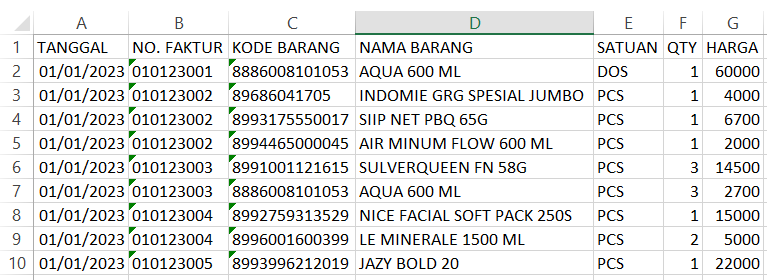 A B C D E F G
1 TANGGAL NO. FAKTUR KODE BARANG NAMA BARANG SATUAN QTY HARGA
2 01/01/2023 010123001 8886008101053 AQUA 600 ML DOS 1 60000
3 01/01/2023 010123002 89686041705 INDOMIE GRG SPESIAL JUMBO PCS 1 4000
4 01/01/2023 010123002 8993175550017 SIIP NET PBQ 65G PCS 1 6700
5 01/01/2023 010123002 8994465000045 AIR MINUM FLOW 600 ML PCS 1 2000
6 01/01/2023 010123003 8991001121615 SULVERQUEEN FN 58G PCS 3 14500
7 01/01/2023 010123003 8886008101053 AQUA 600 ML PCS 3 2700
8 01/01/2023 010123004 8992759313529 NICE FACIAL SOFT PACK 250S PCS 1 15000
9 01/01/2023 010123004 8996001600399 LE MINERALE 1500 ML PCS 2 5000
10 01/01/2023 010123005 8993996212019 JAZY BOLD 20 PCS 1 22000